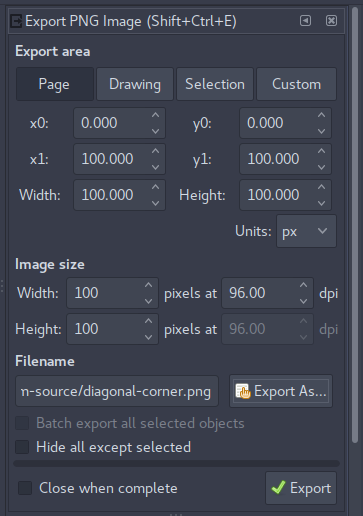 Export PNG Image (Shift+Ctrl+E)
Export area
Page Drawing Selection Custom
x0: 0.000 y0: 0.000
x1: 100.000 y1: 100.000
Width: 100.000 Height: 100.000
Units: px
Image size
Width: 100 pixels at 96.00 dpi
Height: 100 pixels at 96.00 dpi
Filename
m-source/diagonal-corner.png Export As...
Batch export all selected objects
Hide all except selected
Close when complete Export